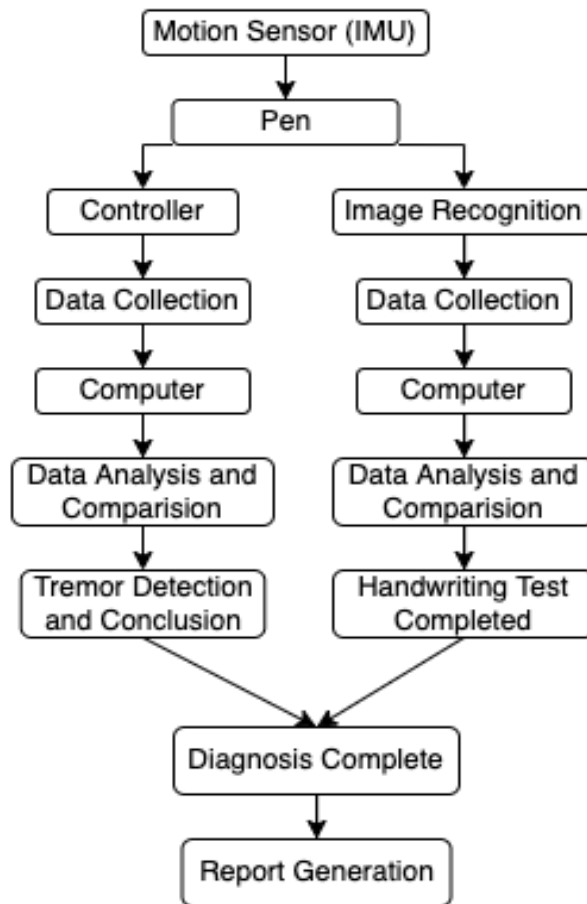 Motion Sensor (IMU)
Pen
Controller
Image Recognition
Data Collection
Data Collection
Computer
Computer
Data Analysis and
Comparision
Data Analysis and
Comparision
Tremor Detection
and Conclusion
Handwriting Test
Completed
Diagnosis Complete
Report Generation